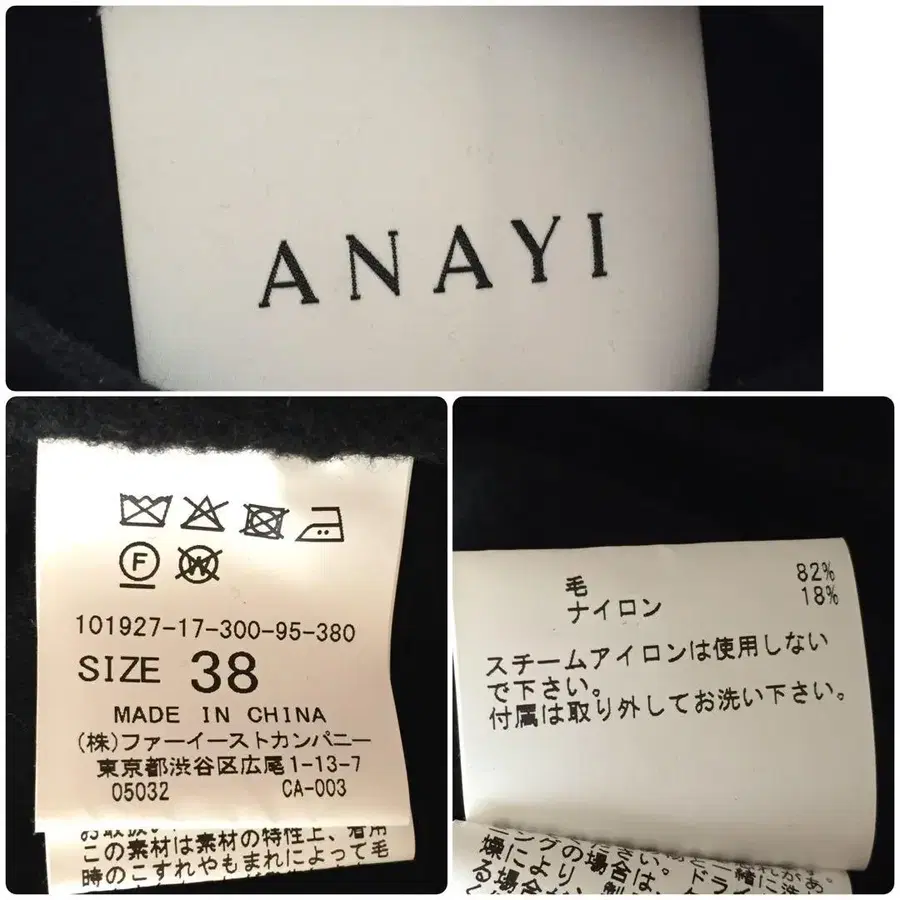 ANAYI
F
W
101927-17-300-95-380
SIZE 38
MADE IN CHINA
(株)ファーイーストカンパニー
東京都渋谷区広尾1-13-7
05032 CA-003
この素材は素材の特性上、着用
時のこすれやもまれによって毛
毛 82%
ナイロン 18%
スチームアイロンは使用しない
で下さい。
付属は取り外してお洗い下さい。